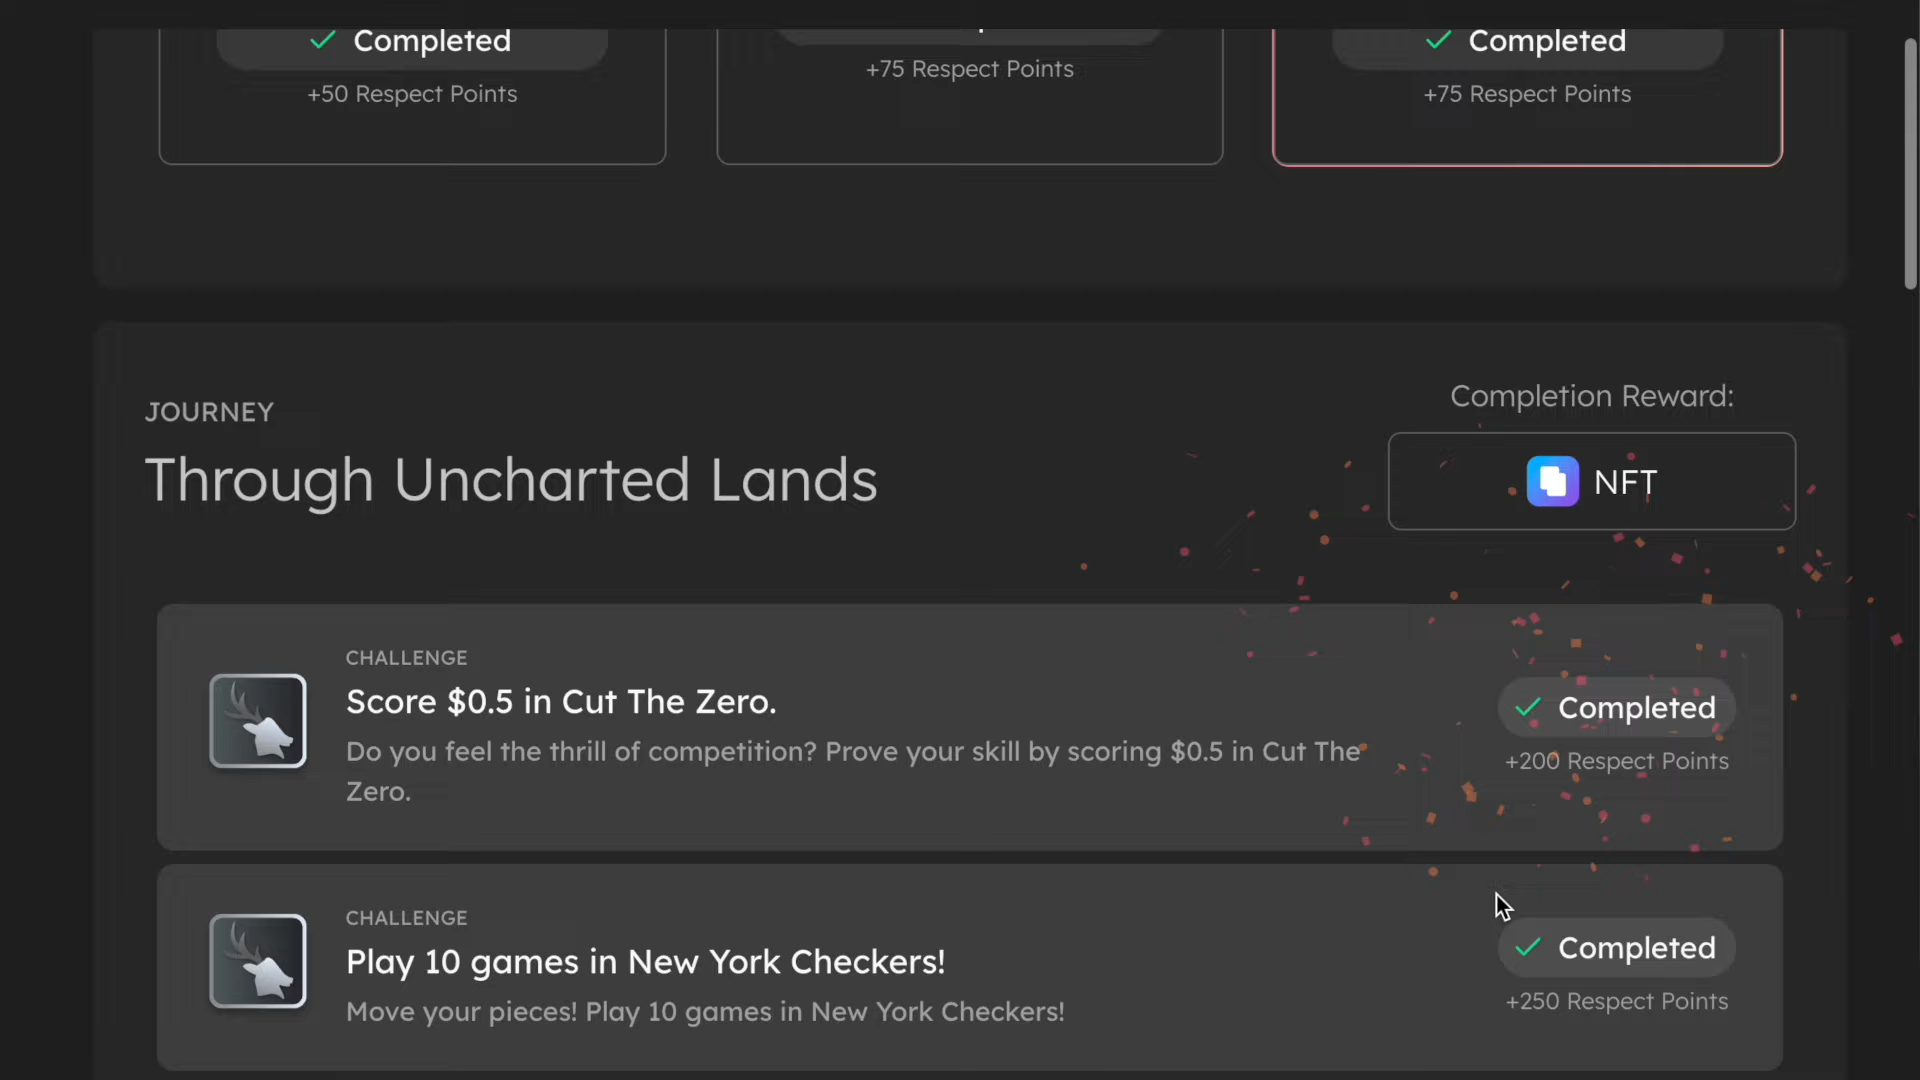 Completed
+50 Respect Points
+75 Respect Points
Completed
+75 Respect Points
JOURNEY
Through Uncharted Lands
Completion Reward:
NFT
CHALLENGE
Score $0.5 in Cut The Zero.
Do you feel the thrill of competition? Prove your skill by scoring $0.5 in Cut The
Zero.
Completed
+200 Respect Points
CHALLENGE
Play 10 games in New York Checkers!
Move your pieces! Play 10 games in New York Checkers!
Completed
+250 Respect Points